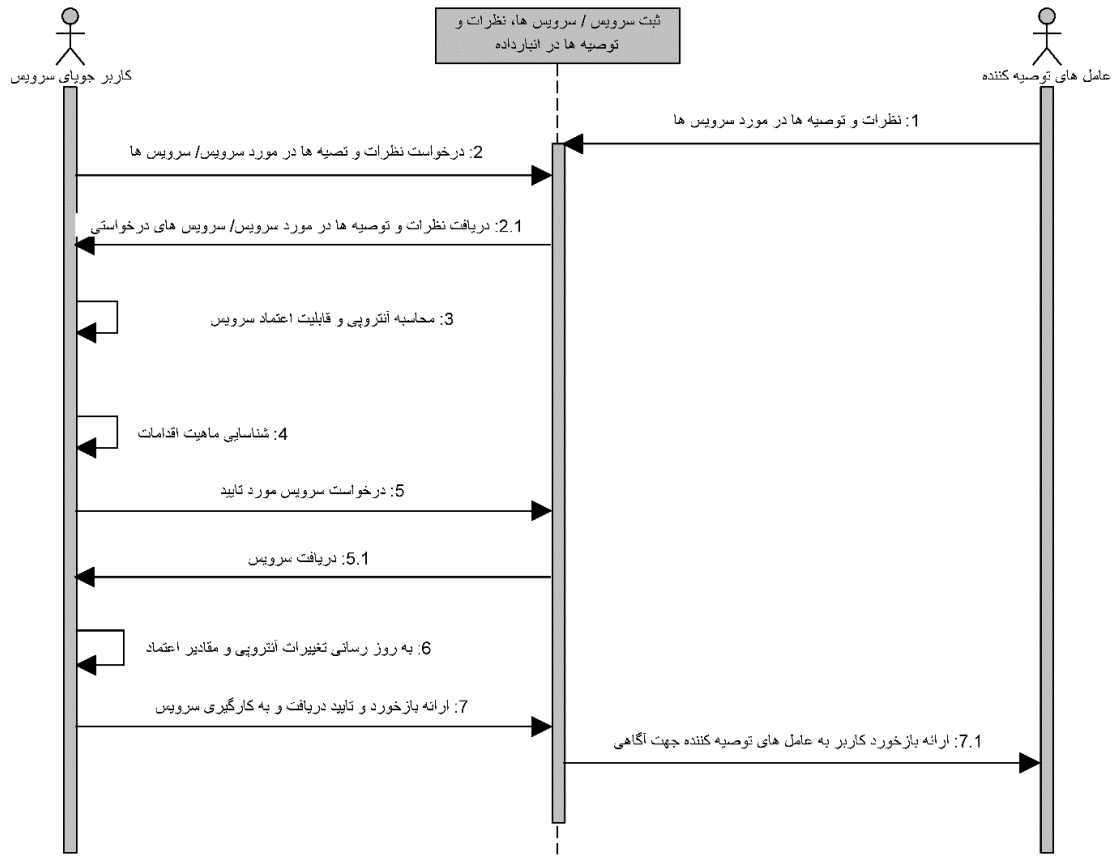 ثبت سرویس / سرویس ها، نظرات و
توصیه ها در انبارداده
کاربر جویای سرویس
عامل های توصیه کننده
1: نظرات و توصیه ها در مورد سرویس ها
2: درخواست نظرات و تصیه ها در مورد سرویس/ سرویس ها
2.1: دریافت نظرات و توصیه ها در مورد سرویس/ سرویس های درخواستی
3: محاسبه آنتروپی و قابلیت اعتماد سرویس
4: شناسایی ماهیت اقدامات
5: درخواست سرویس مورد تایید
5.1: دریافت سرویس
6: به روز رسانی تغییرات آنتروپی و مقادیر اعتماد
7: ارائه بازخورد و تایید دریافت و به کارگیری سرویس
7.1: ارائه بازخورد کاربر به عامل های توصیه کننده جهت آگاهی